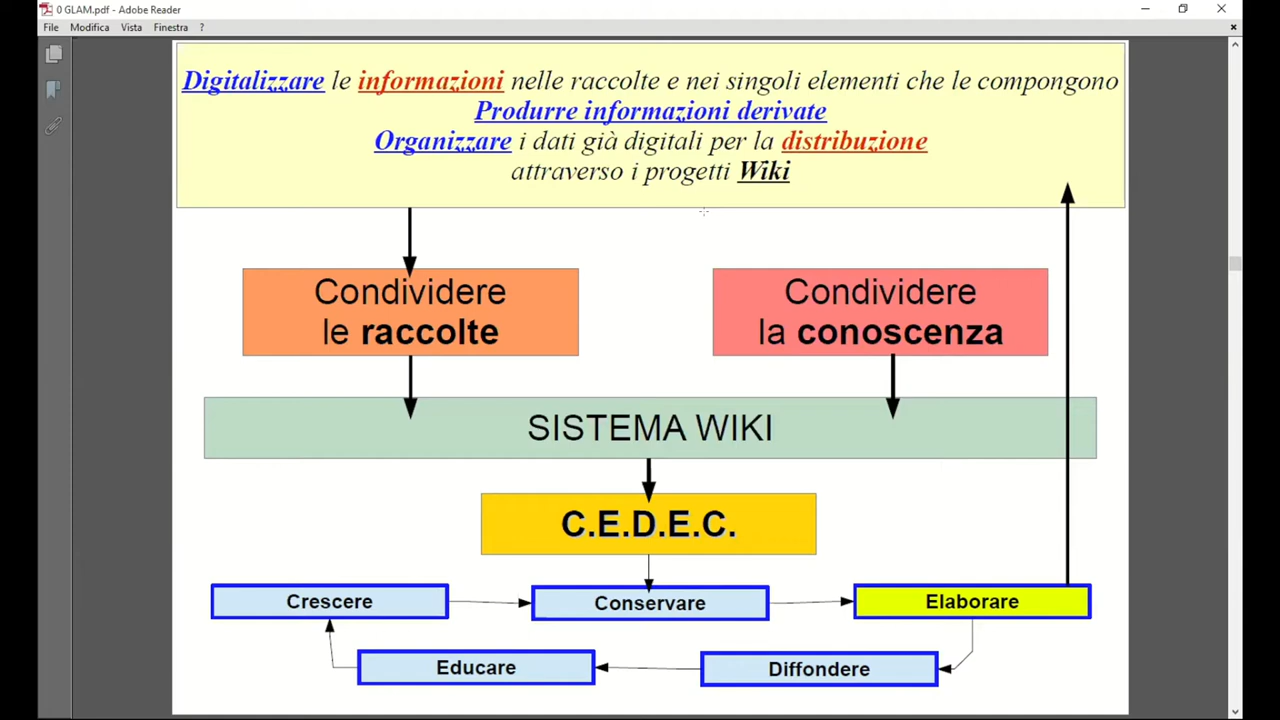 0 GLAM.pdf - Adobe Reader
File Modifica Vista Finestra ?
Digitalizzare le informazioni nelle raccolte e nei singoli elementi che le compongono
Produrre informazioni derivate
Organizzare i dati già digitali per la distribuzione
attraverso i progetti Wiki
Condividere
le raccolte
Condividere
la conoscenza
SISTEMA WIKI
C.E.D.E.C.
Crescere
Conservare
Elaborare
Educare
Diffondere